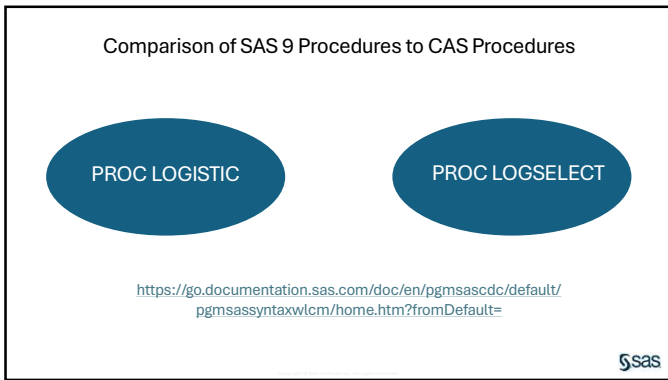 Comparison of SAS 9 Procedures to CAS Procedures
PROC LOGISTIC
PROC LOGSELECT
https://go.documentation.sas.com/doc/en/pgmsascdc/default/
pgmsassyntaxwlcm/home.htm?fromDefault=
sas